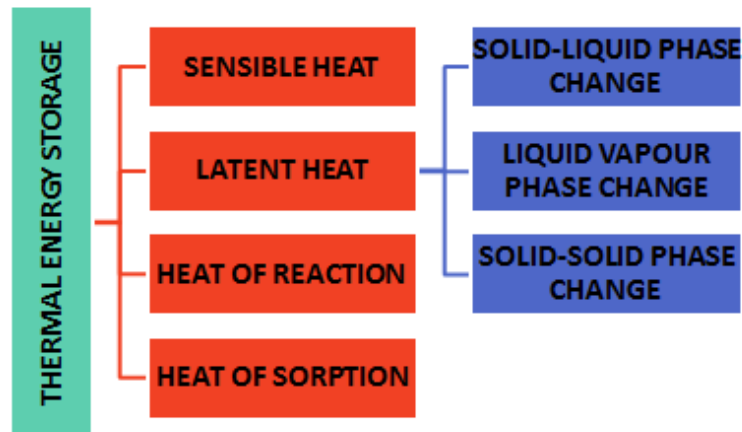 THERMAL ENERGY STORAGE
SENSIBLE HEAT
LATENT HEAT
HEAT OF REACTION
HEAT OF SORPTION
SOLID-LIQUID PHASE
CHANGE
LIQUID VAPOUR
PHASE CHANGE
SOLID-SOLID PHASE
CHANGE